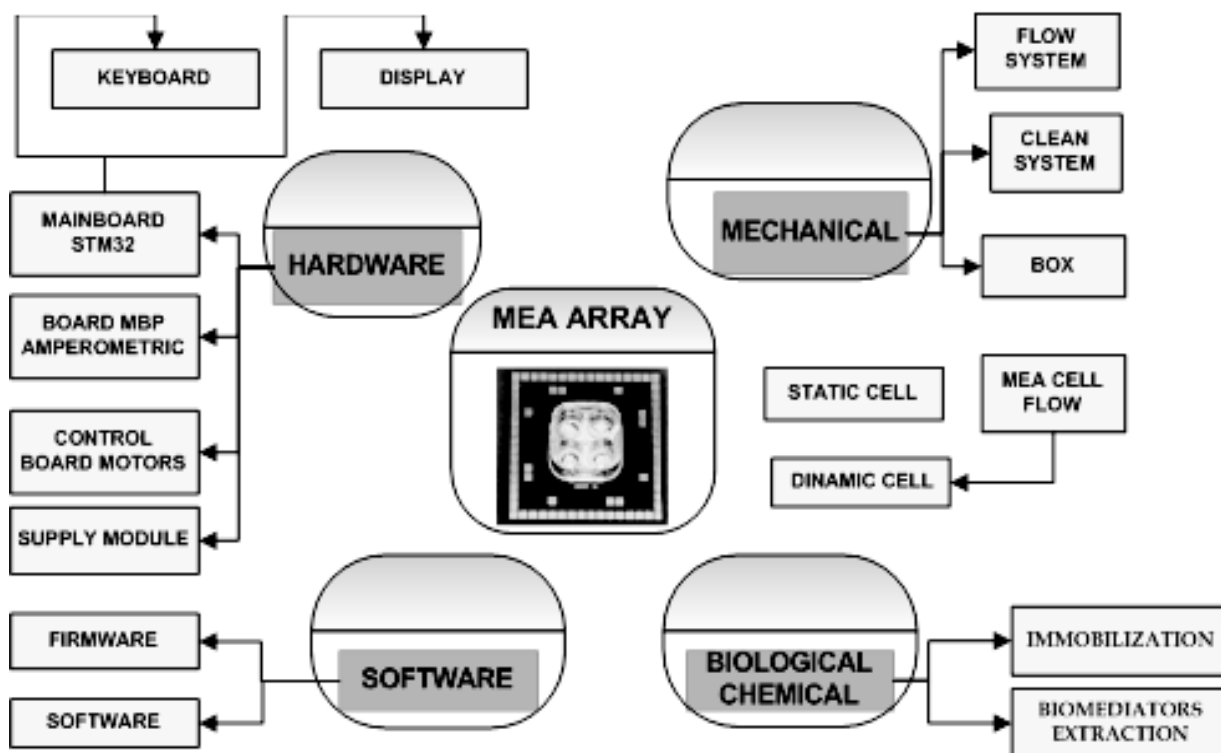 KEYBOARD
DISPLAY
FLOW
SYSTEM
CLEAN
SYSTEM
MAINBOARD
STM32
HARDWARE
MECHANICAL
BOX
BOARD MBP
AMPEROMETRIC
MEA ARRAY
STATIC CELL
MEA CELL
FLOW
CONTROL
BOARD MOTORS
DINAMIC CELL
SUPPLY MODULE
FIRMWARE
SOFTWARE
SOFTWARE
BIOLOGICAL
CHEMICAL
IMMOBILIZATION
BIOMEDIATORS
EXTRACTION